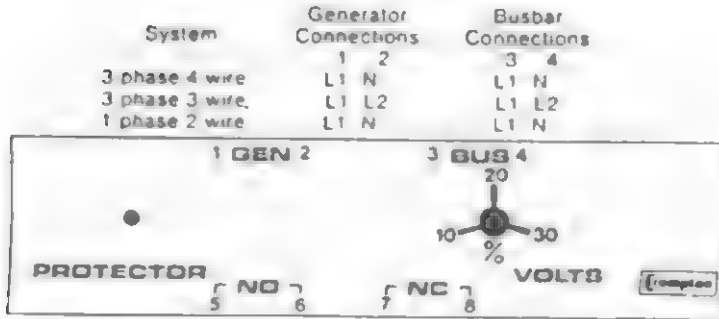 System Generator Connections Busbar Connections
1 2 3 4
3 phase 4 wire L1 N L1 N
3 phase 3 wire. L1 L2 L1 L2
1 phase 2 wire L1 N L1 N
1 GEN 2 3 BUS 4
20
10 30
%
PROTECTOR VOLTS Crompton
NO NC
5 6 7 8